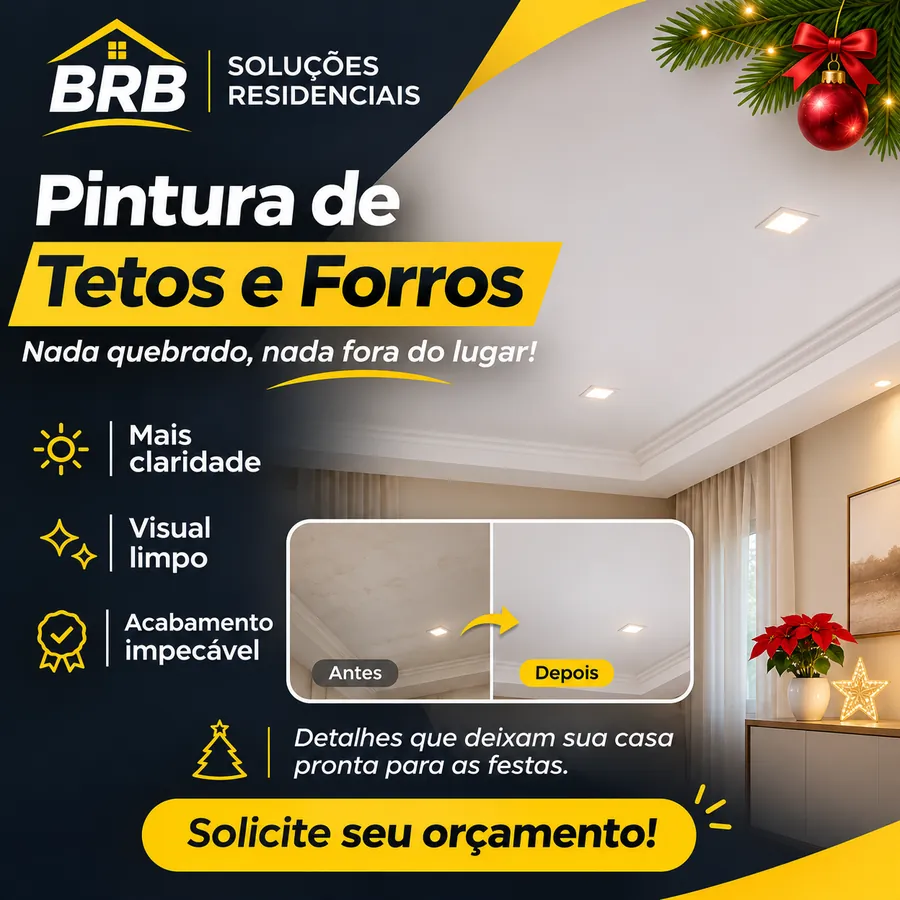 BRB
SOLUÇÕES
RESIDENCIAIS
Pintura de
Tetos e Forros
Nada quebrado, nada fora do lugar!
Mais
claridade
Visual
limpo
Acabamento
impecável
Antes
Depois
Detalhes que deixam sua casa
pronta para as festas.
Solicite seu orçamento!